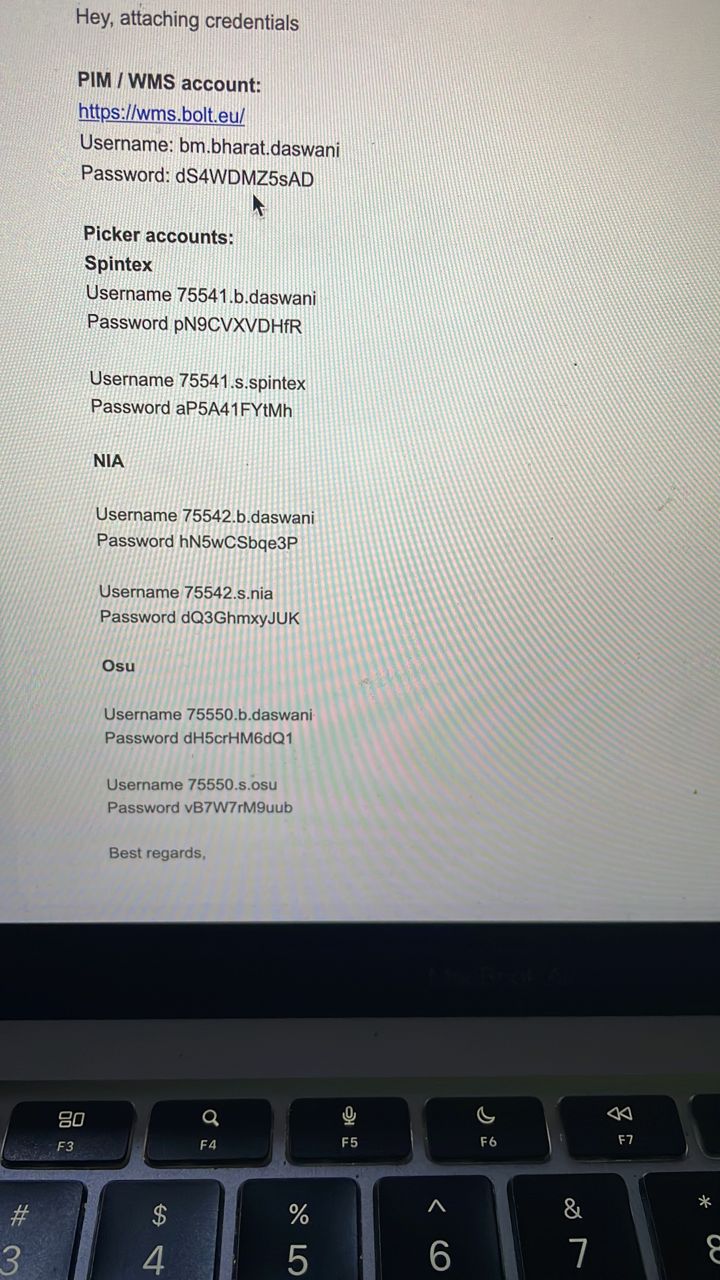 Hey, attaching credentials
PIM / WMS account:
https://wms.bolt.eu/
Username: bm.bharat.daswani
Password: dS4WDMZ5sAD
Picker accounts:
Spintex
Username 75541.b.daswani
Password pN9CVXVDHfR
Username 75541.s.spintex
Password aP5A41FYtMh
NIA
Username 75542.b.daswani
Password hN5wCSbqe3P
Username 75542.s.nia
Password dQ3GhmxyJUK
Osu
Username 75550.b.daswani
Password dH5crHM6dQ1
Username 75550.s.osu
Password vB7W7rM9uub
Best regards,
MacBook Air
F3 F4 F5 F6 F7
# $ % ^ & *
3 4 5 6 7 8